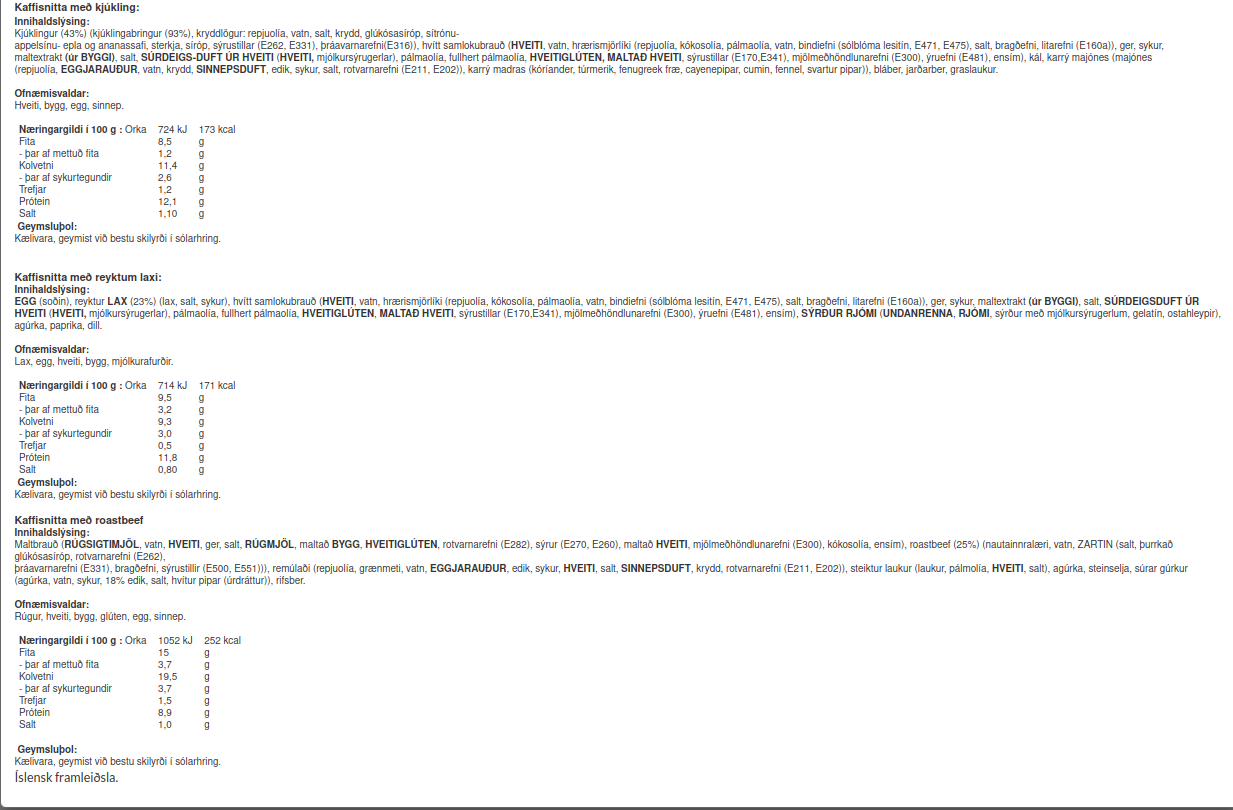 Kaffisnitta með kjúkling:
Innihaldslýsing:
Kjúklingur (43%) (kjúklingabringur (93%), kryddlögur: repjuolía, vatn, salt, krydd, glúkósasíróp, sítrónu-
appelsínu- epla og ananassafi, sterkja, síróp, sýrustillar (E262, E331), þráavarnarefni(E316)), hvítt samlokubrauð (HVEITI, vatn, hrærismjörlíki (repjuolía, kókosolía, pálmaolía, vatn, bindiefni (sólblóma lesitín, E471, E475), salt, bragðefni, litarefni (E160a)), ger, sykur,
maltextrakt (úr BYGGI), salt, SÚRDEIGS-DUFT ÚR HVEITI (HVEITI, mjólkursýrugerlar), pálmaolía, fullhert pálmaolía, HVEITIGLÚTEN, MALTAÐ HVEITI, sýrustillar (E170,E341), mjölmeðhöndlunarefni (E300), ýruefni (E481), ensím), kál, karrý majónes (majónes
(repjuolía, EGGJARAUÐUR, vatn, krydd, SINNEPSDUFT, edik, sykur, salt, rotvarnarefni (E211, E202)), karrý madras (kóríander, túrmerik, fenugreek fræ, cayenepipar, cumin, fennel, svartur pipar)), bláber, jarðarber, graslaukur.
Ofnæmisvaldar:
Hveiti, bygg, egg, sinnep.
Næringargildi í 100 g : Orka 724 kJ 173 kcal
Fita 8,5 g
- þar af mettuð fita 1,2 g
Kolvetni 11,4 g
- þar af sykurtegundir 2,6 g
Trefjar 1,2 g
Prótein 12,1 g
Salt 1,10 g
Geymsluþol:
Kælivara, geymist við bestu skilyrði í sólarhring.
Kaffisnitta með reyktum laxi:
Innihaldslýsing:
EGG (soðin), reyktur LAX (23%) (lax, salt, sykur), hvítt samlokubrauð (HVEITI, vatn, hrærismjörlíki (repjuolía, kókosolía, pálmaolía, vatn, bindiefni (sólblóma lesitín, E471, E475), salt, bragðefni, litarefni (E160a)), ger, sykur, maltextrakt (úr BYGGI), salt, SÚRDEIGSDUFT ÚR
HVEITI (HVEITI, mjólkursýrugerlar), pálmaolía, fullhert pálmaolía, HVEITIGLÚTEN, MALTAÐ HVEITI, sýrustillar (E170,E341), mjölmeðhöndlunarefni (E300), ýruefni (E481), ensím), SÝRÐUR RJÓMI (UNDANRENNA, RJÓMI, sýrður með mjólkursýrugerlum, gelatín, ostahleypir),
agúrka, paprika, dill.
Ofnæmisvaldar:
Lax, egg, hveiti, bygg, mjólkurafurðir.
Næringargildi í 100 g : Orka 714 kJ 171 kcal
Fita 9,5 g
- þar af mettuð fita 3,2 g
Kolvetni 9,3 g
- þar af sykurtegundir 3,0 g
Trefjar 0,5 g
Prótein 11,8 g
Salt 0,80 g
Geymsluþol:
Kælivara, geymist við bestu skilyrði í sólarhring.
Kaffisnitta með roastbeef
Innihaldslýsing:
Maltbrauð (RÚGSIGTIMJÖL, vatn, HVEITI, ger, salt, RÚGMJÖL, maltað BYGG, HVEITIGLÚTEN, rotvarnarefni (E282), sýrur (E270, E260), maltað HVEITI, mjölmeðhöndlunarefni (E300), kókosolía, ensím), roastbeef (25%) (nautainnralæri, vatn, ZARTIN (salt, þurrkað
glúkósasíróp, rotvarnarefni (E262),
þráavarnarefni (E331), bragðefni, sýrustillir (E500, E551))), remúlaði (repjuolía, grænmeti, vatn, EGGJARAUÐUR, edik, sykur, HVEITI, salt, SINNEPSDUFT, krydd, rotvarnarefni (E211, E202)), steiktur laukur (laukur, pálmolía, HVEITI, salt), agúrka, steinselja, súrar gúrkur
(agúrka, vatn, sykur, 18% edik, salt, hvítur pipar (úrdráttur)), rifsber.
Ofnæmisvaldar:
Rúgur, hveiti, bygg, glúten, egg, sinnep.
Næringargildi í 100 g : Orka 1052 kJ 252 kcal
Fita 15 g
- þar af mettuð fita 3,7 g
Kolvetni 19,5 g
- þar af sykurtegundir 3,7 g
Trefjar 1,5 g
Prótein 8,9 g
Salt 1,0 g
Geymsluþol:
Kælivara, geymist við bestu skilyrði í sólarhring.
Íslensk framleiðsla.